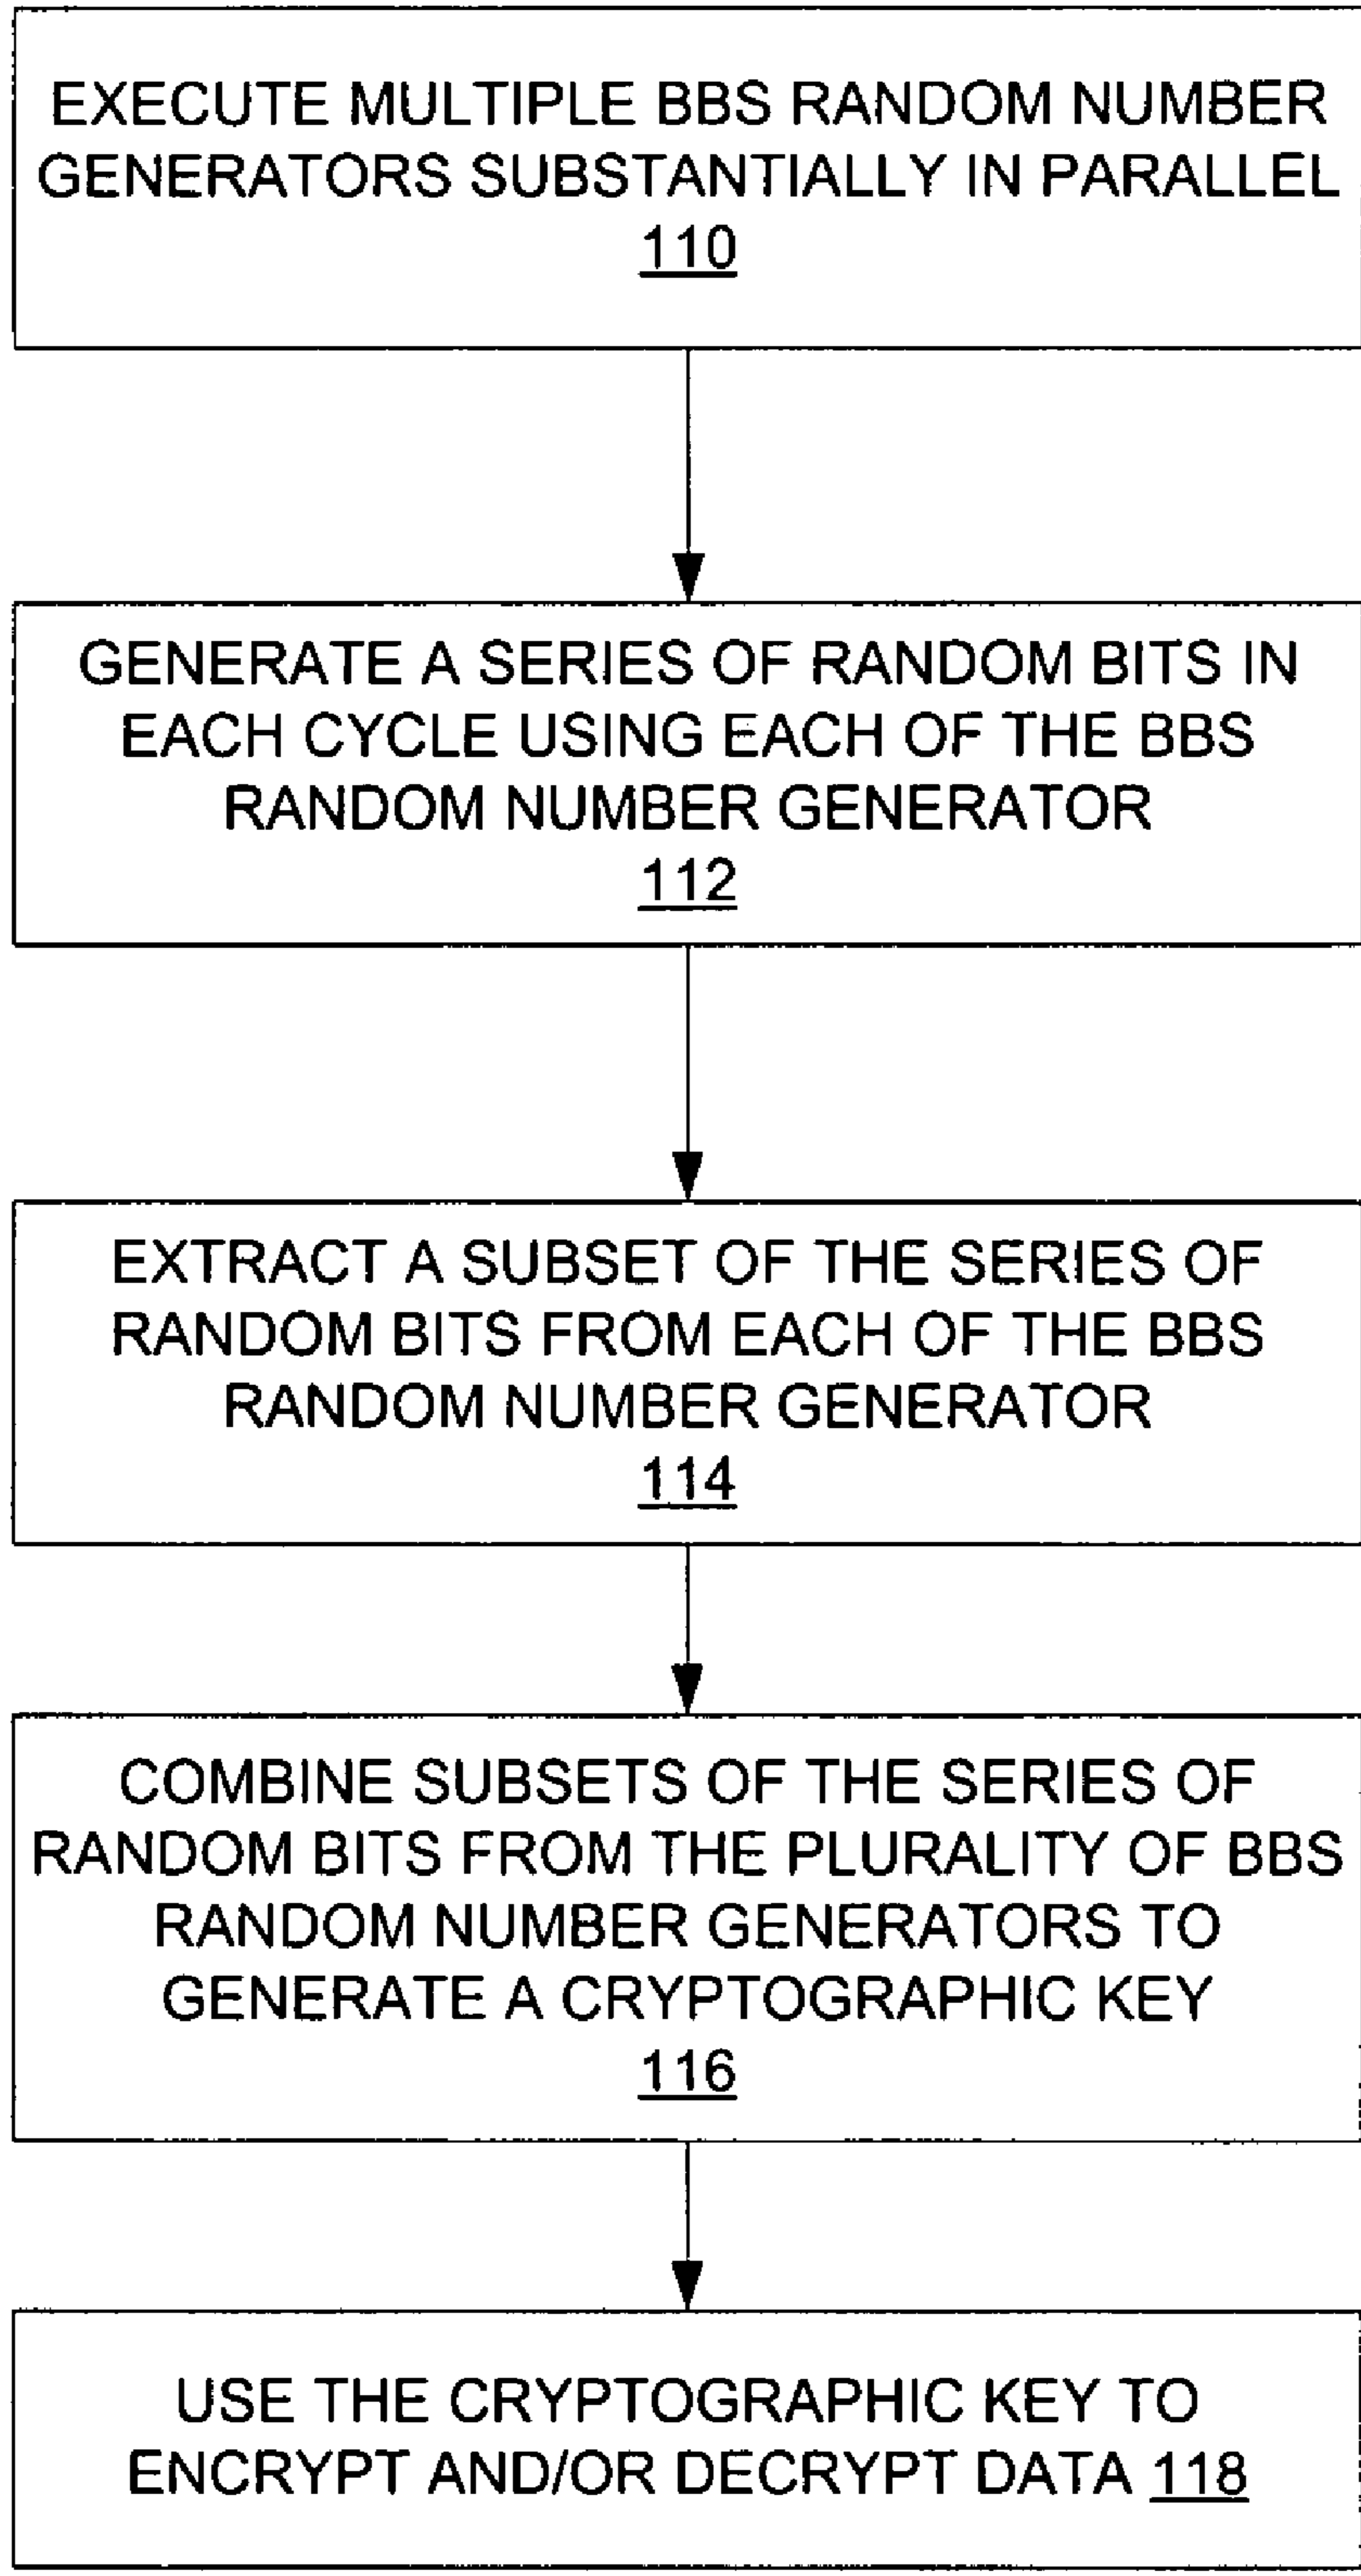 EXECUTE MULTIPLE BBS RANDOM NUMBER
GENERATORS SUBSTANTIALLY IN PARALLEL
110
GENERATE A SERIES OF RANDOM BITS IN
EACH CYCLE USING EACH OF THE BBS
RANDOM NUMBER GENERATOR
112
EXTRACT A SUBSET OF THE SERIES OF
RANDOM BITS FROM EACH OF THE BBS
RANDOM NUMBER GENERATOR
114
COMBINE SUBSETS OF THE SERIES OF
RANDOM BITS FROM THE PLURALITY OF BBS
RANDOM NUMBER GENERATORS TO
GENERATE A CRYPTOGRAPHIC KEY
116
USE THE CRYPTOGRAPHIC KEY TO
ENCRYPT AND/OR DECRYPT DATA 118